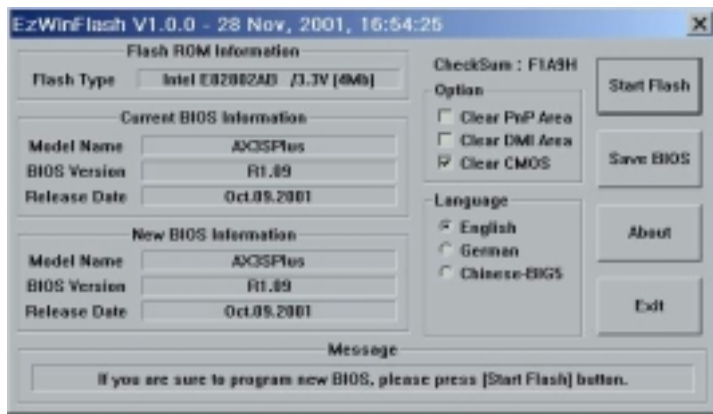 EzWinFlash V1.0.0 - 28 Nov, 2001, 16:54:25
Flash ROM Information
Flash Type Intel E82802AB /3.3V (4Mb)
Current BIOS Information
Model Name AX3SPlus
BIOS Version R1.09
Release Date Oct.09.2001
New BIOS Information
Model Name AX3SPlus
BIOS Version R1.09
Release Date Oct.09.2001
CheckSum : F1A9H
Option
Clear PnP Area
Clear DMI Area
Clear CMOS
Language
English
German
Chinese-BIG5
Start Flash
Save BIOS
About
Exit
Message
If you are sure to program new BIOS, please press [Start Flash] button.